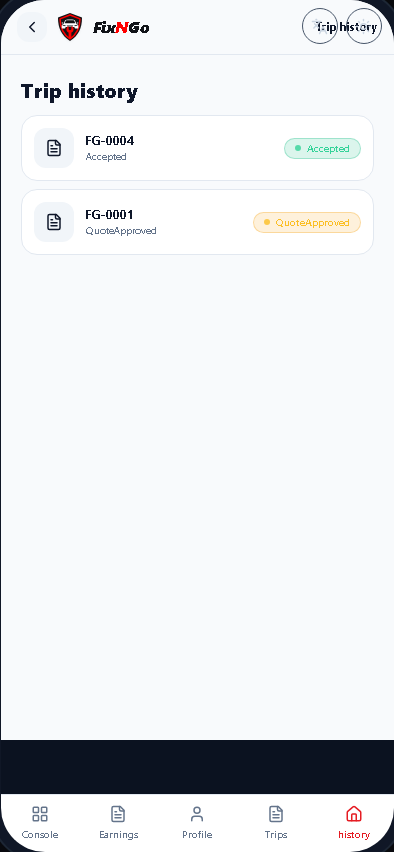 FixNGo
Trip history
Trip history
FG-0004
Accepted
Accepted
FG-0001
QuoteApproved
QuoteApproved
Console
Earnings
Profile
Trips
history